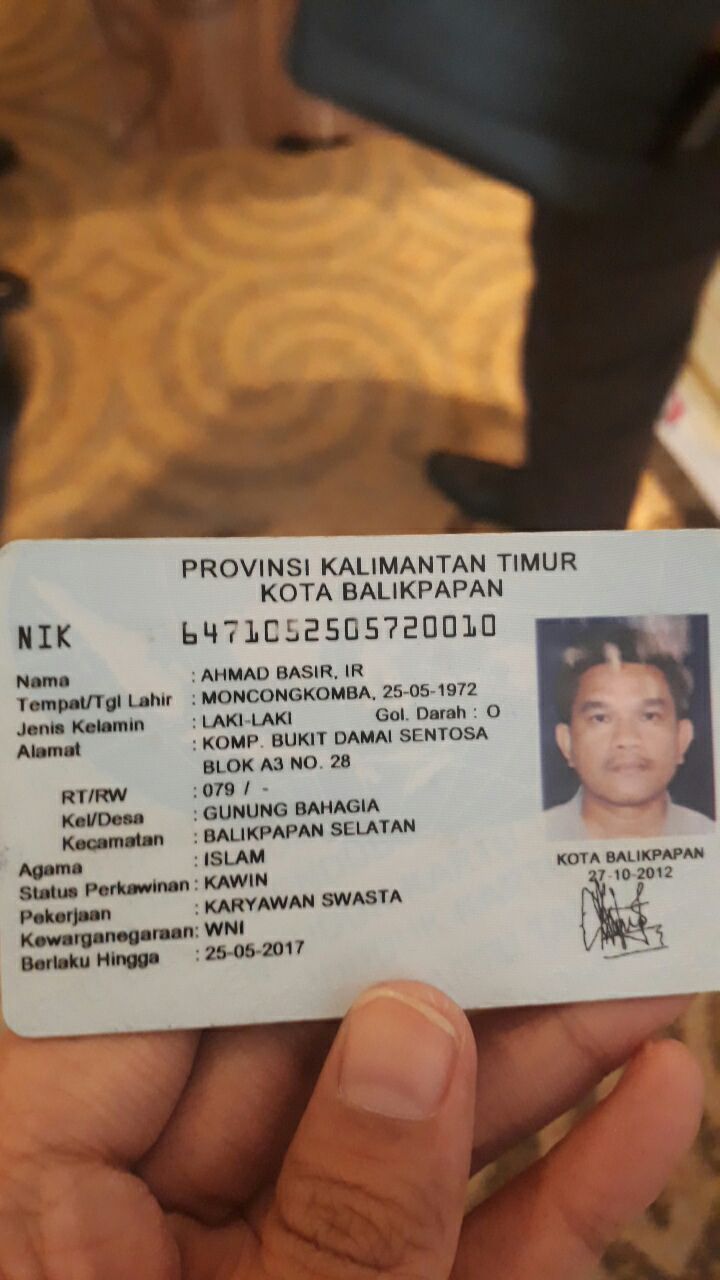 PROVINSI KALIMANTAN TIMUR
KOTA BALIKPAPAN
NIK 6471052505720010
Nama : AHMAD BASIR, IR
Tempat/Tgl Lahir : MONCONGKOMBA, 25-05-1972
Jenis Kelamin : LAKI-LAKI Gol. Darah : O
Alamat : KOMP. BUKIT DAMAI SENTOSA
BLOK A3 NO. 28
RT/RW : 079 / -
Kel/Desa : GUNUNG BAHAGIA
Kecamatan : BALIKPAPAN SELATAN
Agama : ISLAM
Status Perkawinan : KAWIN
Pekerjaan : KARYAWAN SWASTA
Kewarganegaraan: WNI
Berlaku Hingga : 25-05-2017
KOTA BALIKPAPAN
27-10-2012